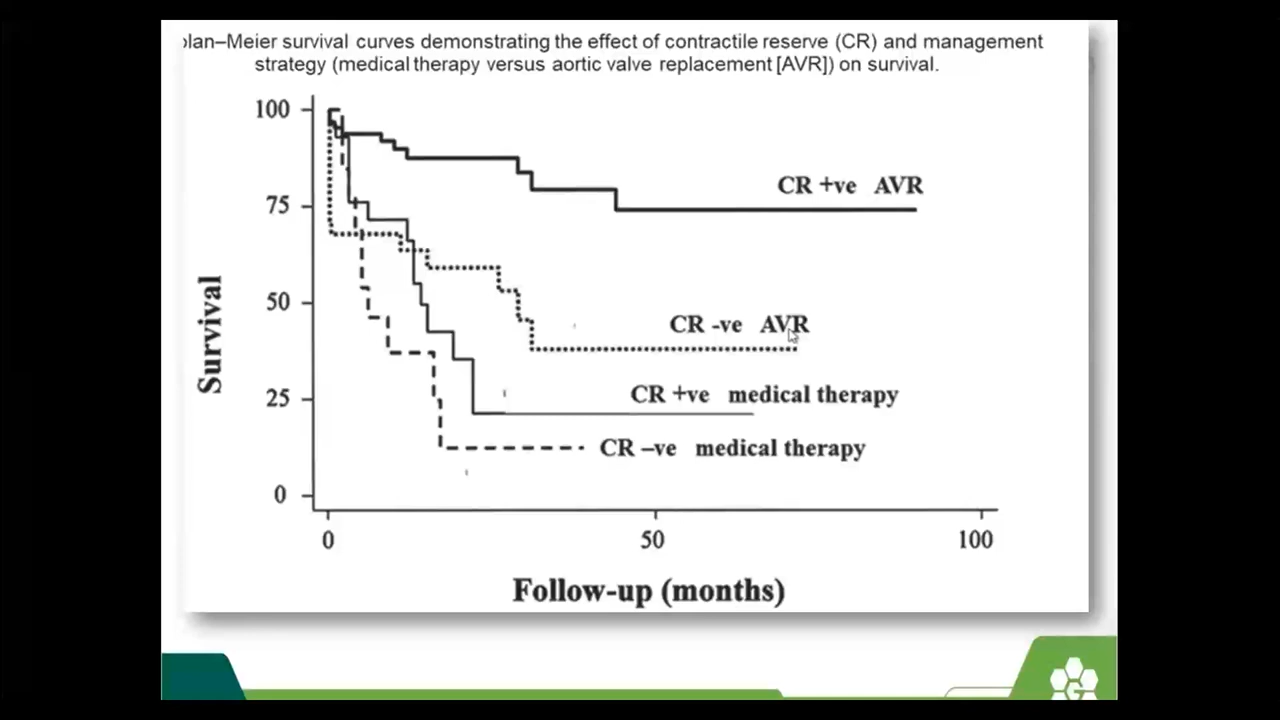 plan–Meier survival curves demonstrating the effect of contractile reserve (CR) and management
strategy (medical therapy versus aortic valve replacement [AVR]) on survival.
100
75
50
25
0
Survival
CR +ve AVR
CR -ve AVR
CR +ve medical therapy
CR –ve medical therapy
0 50 100
Follow-up (months)